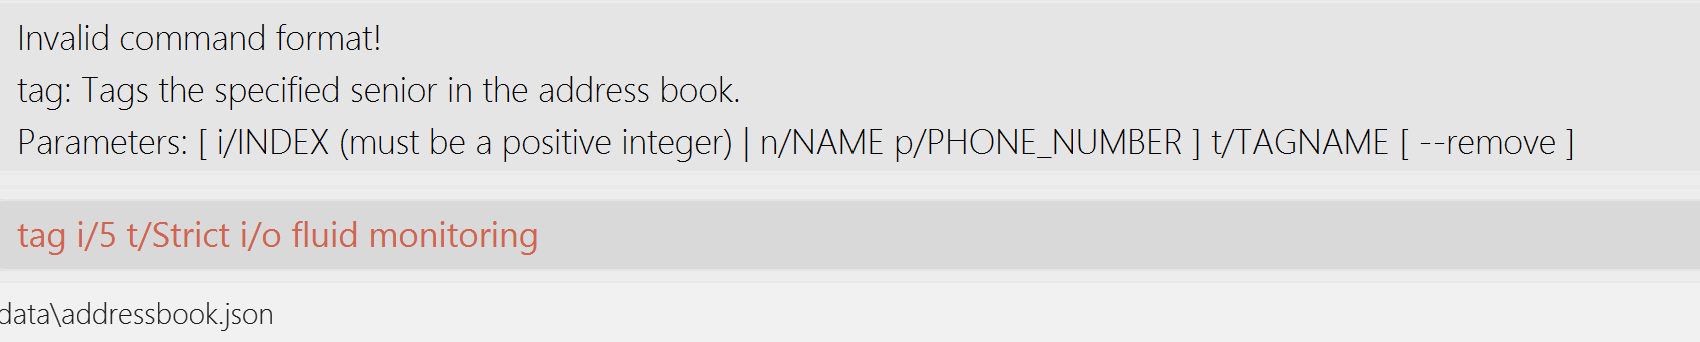 Invalid command format!
tag: Tags the specified senior in the address book.
Parameters: [ i/INDEX (must be a positive integer) | n/NAME p/PHONE_NUMBER ] t/TAGNAME [ --remove ]
tag i/5 t/Strict i/o fluid monitoring
data\addressbook.json